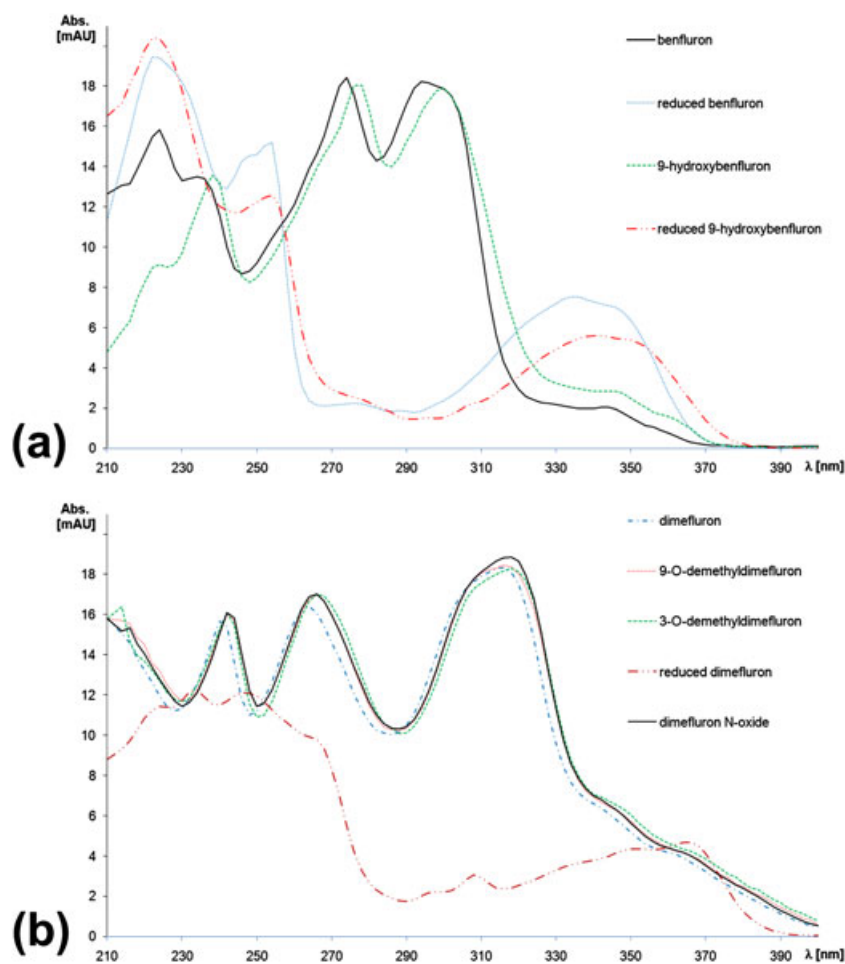 Abs.
[mAU]
18
16
14
12
10
8
6
4
2
0
210 230 250 270 290 310 330 350 370 390
λ [nm]
benfluron
reduced benfluron
9-hydroxybenfluron
reduced 9-hydroxybenfluron
(a)
Abs.
[mAU]
18
16
14
12
10
8
6
4
2
0
210 230 250 270 290 310 330 350 370 390
λ [nm]
dimefluron
9-O-demethyldimefluron
3-O-demethyldimefluron
reduced dimefluron
dimefluron N-oxide
(b)